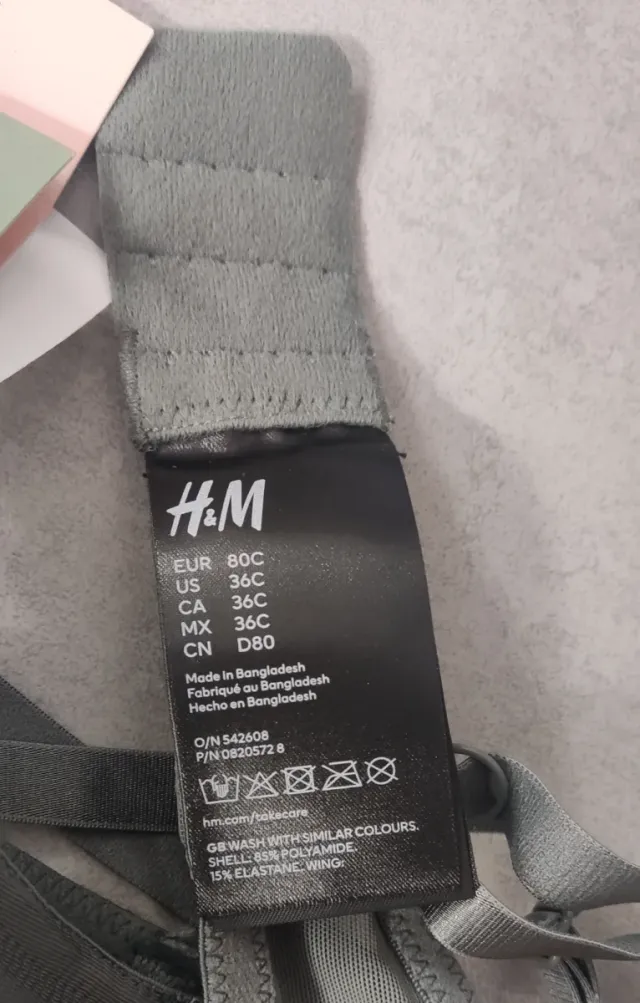 H&M
EUR 80C
US 36C
CA 36C
MX 36C
CN D80
Made in Bangladesh
Fabriqué au Bangladesh
Hecho en Bangladesh
O/N 542608
P/N 0820572 8
hm.com/takecare
GB WASH WITH SIMILAR COLOURS.
SHELL: 85% POLYAMIDE.
15% ELASTANE. WING: